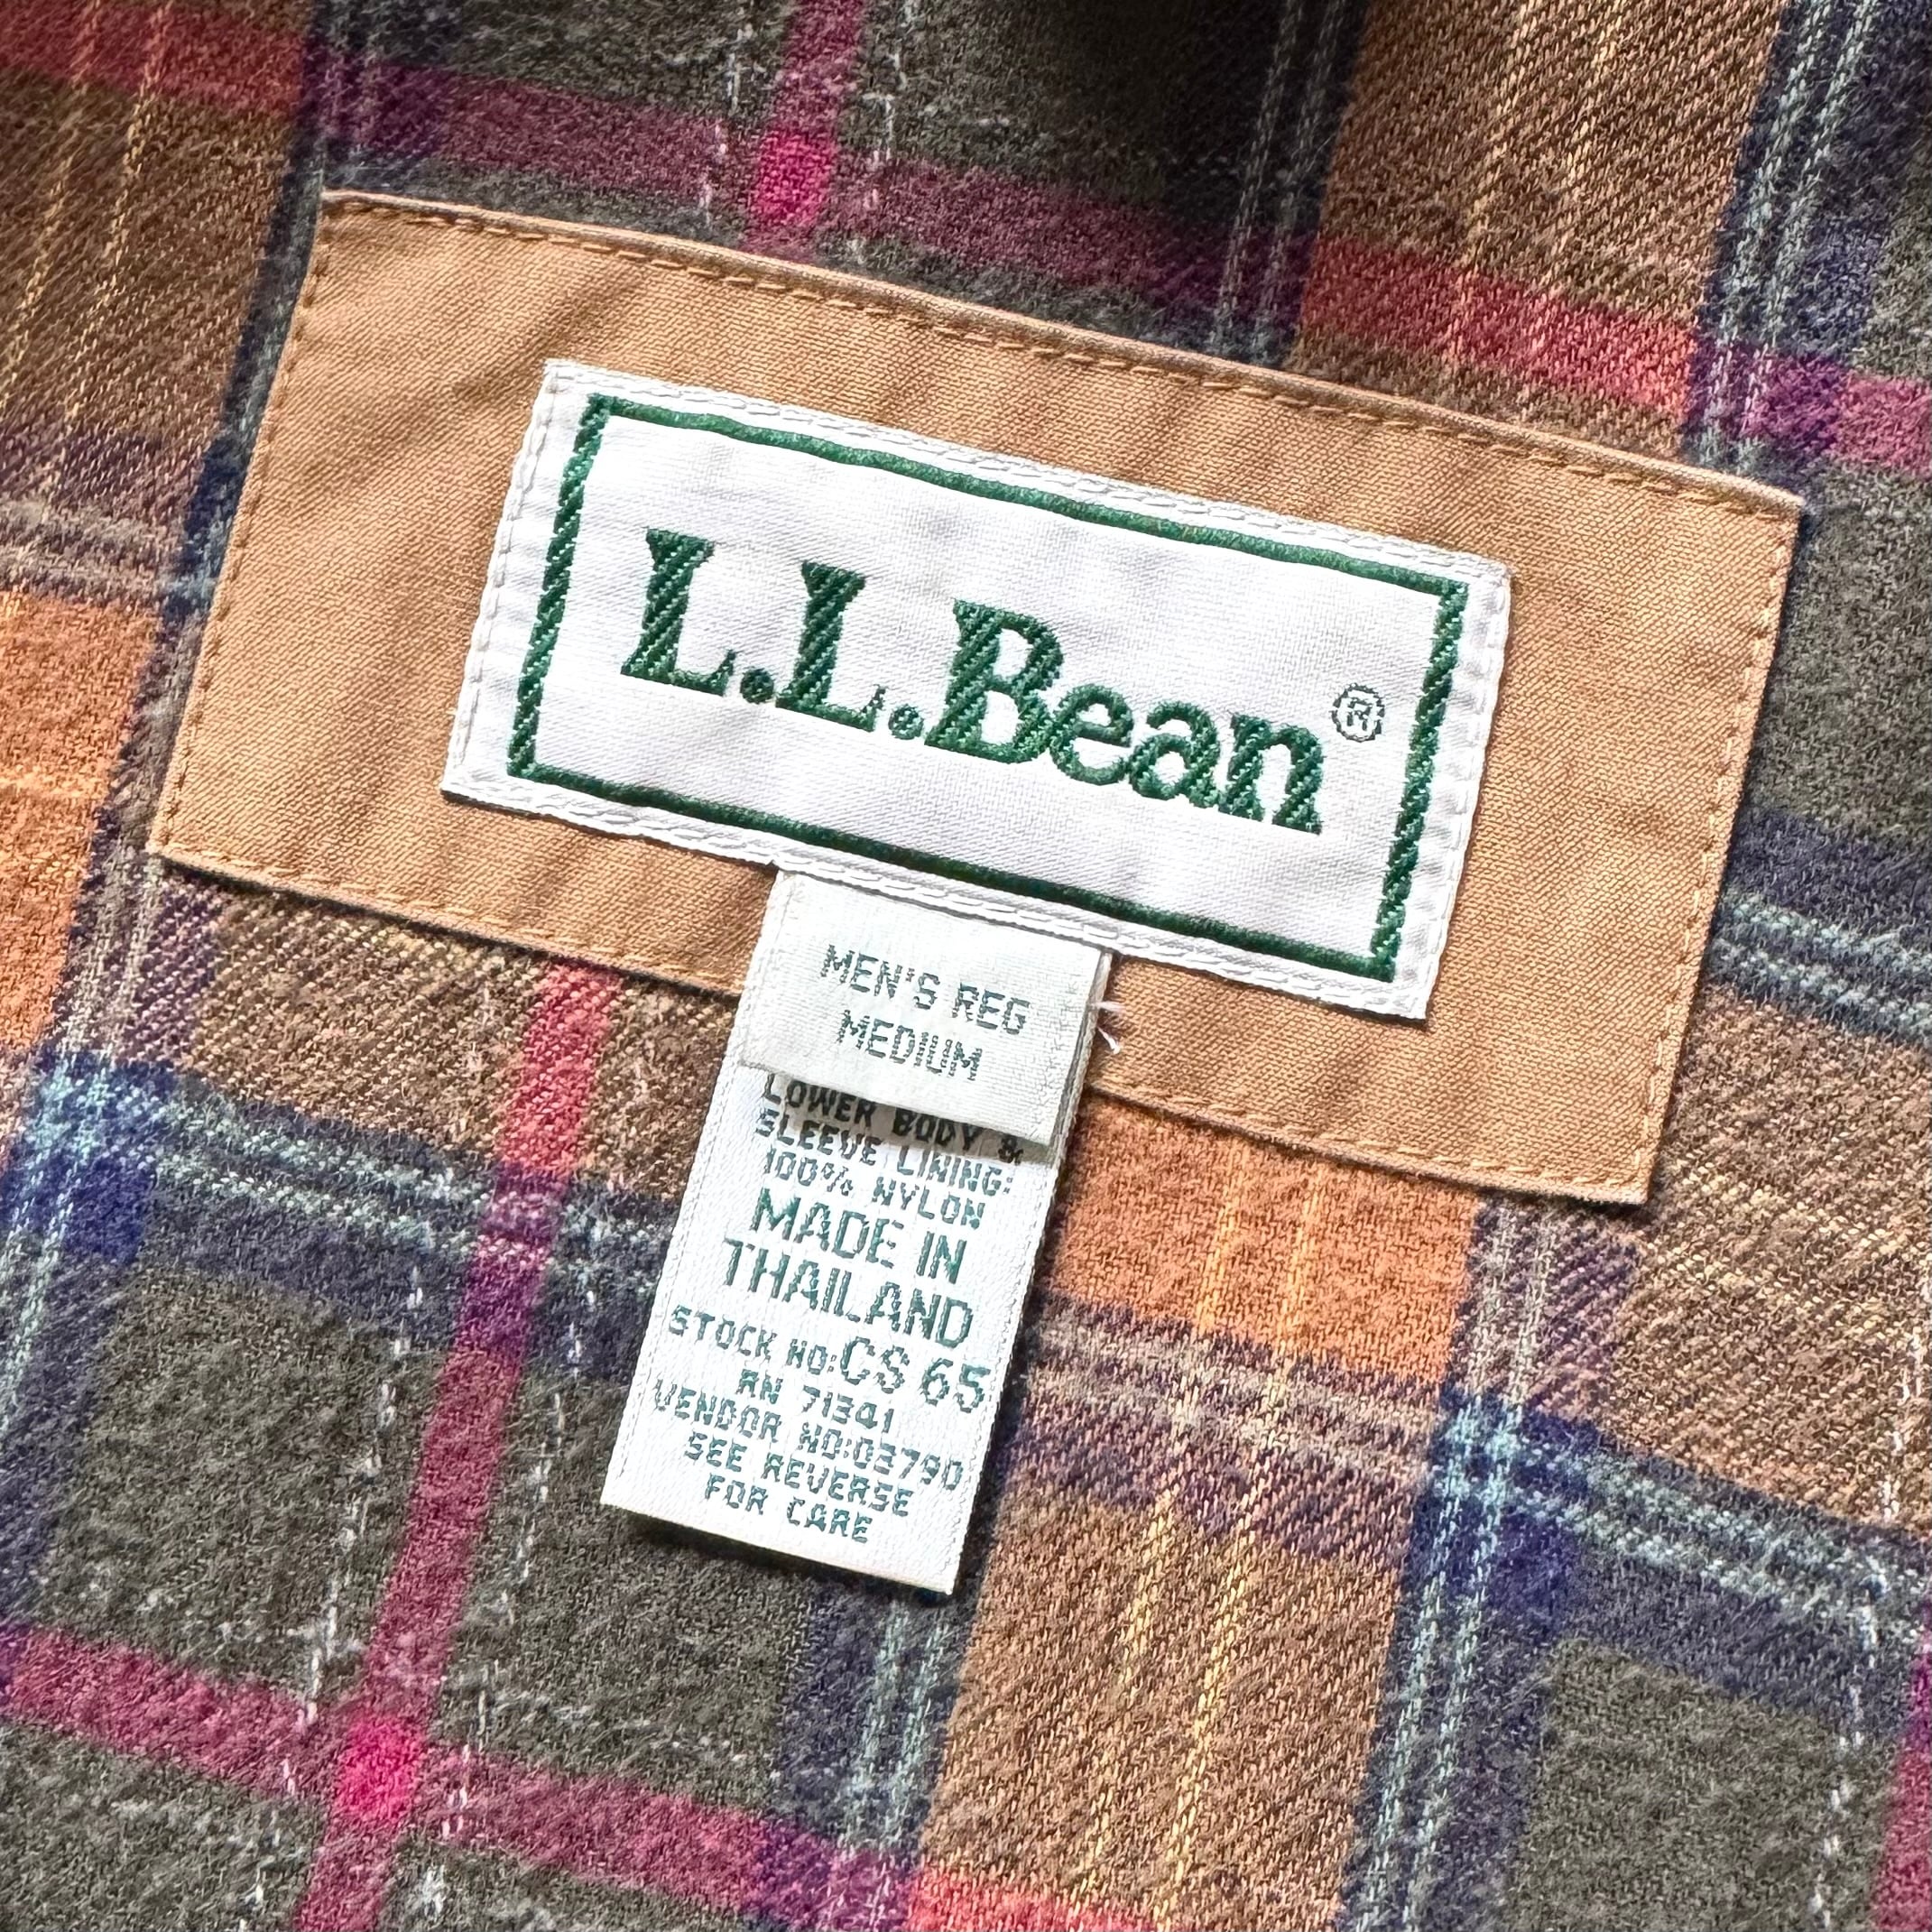 L.L.Bean®
MEN'S REG
MEDIUM
LOWER BODY &
SLEEVE LINING:
100% NYLON
MADE IN
THAILAND
STOCK NO:CS 65
RN 71341
VENDOR NO:03790
SEE REVERSE
FOR CARE